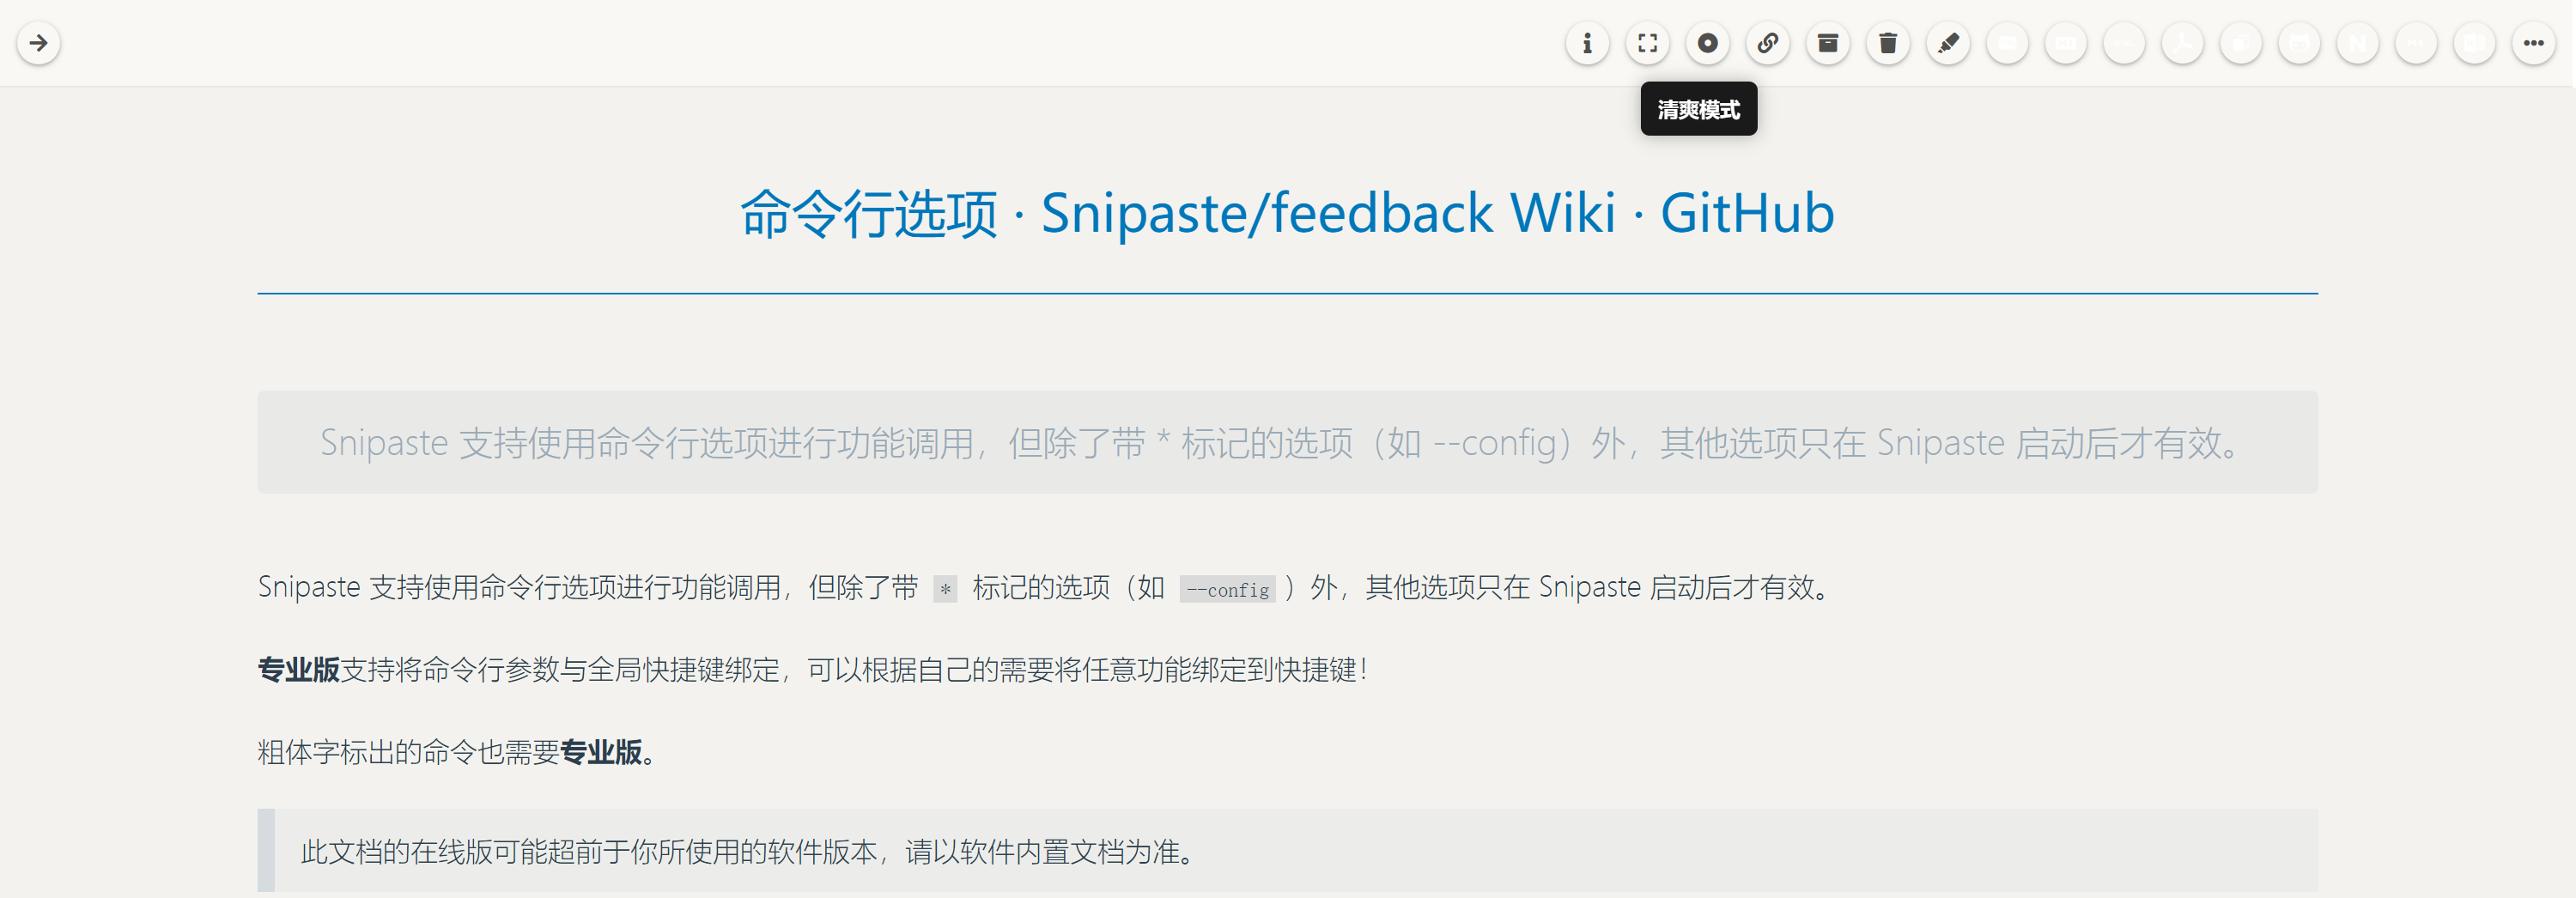 清爽模式
命令行选项 · Snipaste/feedback Wiki · GitHub
Snipaste 支持使用命令行选项进行功能调用，但除了带 * 标记的选项（如 --config）外，其他选项只在 Snipaste 启动后才有效。
Snipaste 支持使用命令行选项进行功能调用，但除了带 * 标记的选项（如 --config ）外，其他选项只在 Snipaste 启动后才有效。
专业版支持将命令行参数与全局快捷键绑定，可以根据自己的需要将任意功能绑定到快捷键！
粗体字标出的命令也需要专业版。
此文档的在线版可能超前于你所使用的软件版本，请以软件内置文档为准。